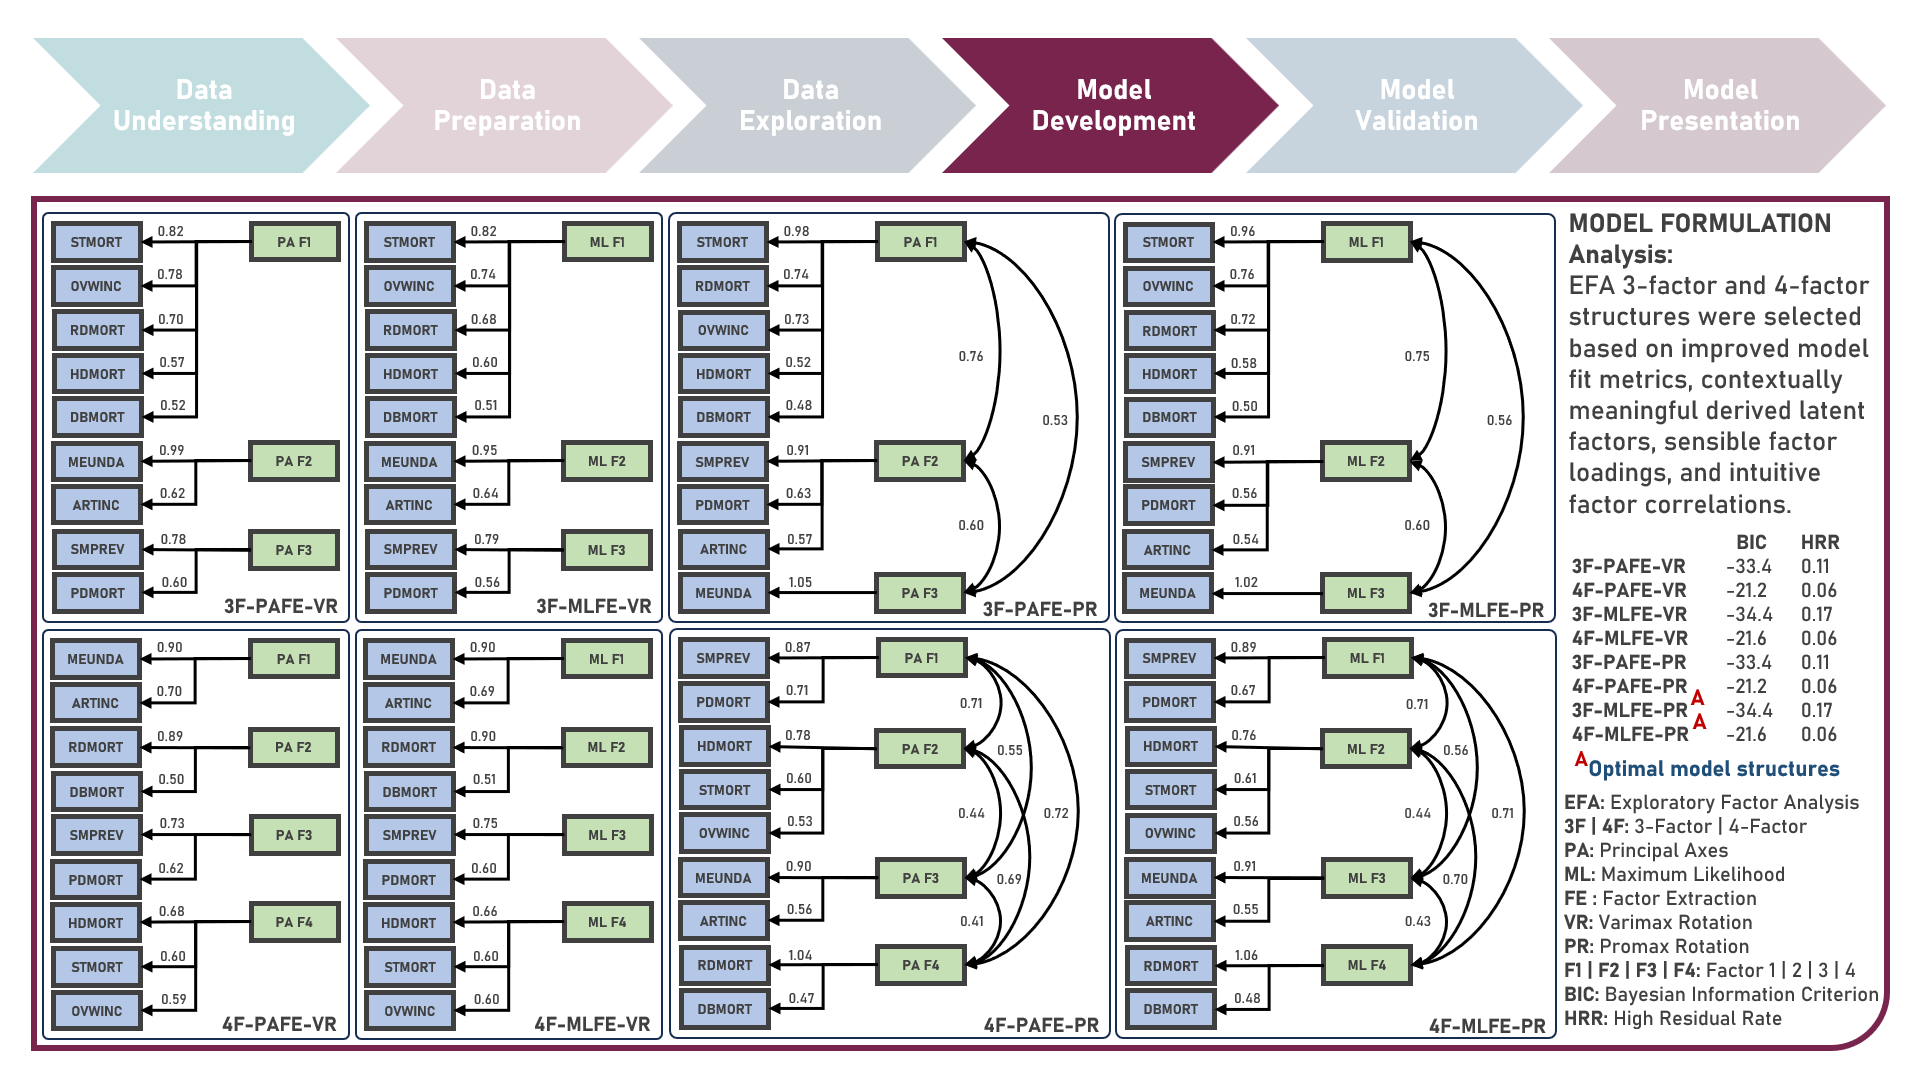 Data
Understanding
Data
Preparation
Data
Exploration
Model
Development
Model
Validation
Model
Presentation
STMORT 0.82 PA F1
OVWINC 0.78
RDMORT 0.70
HDMORT 0.57
DBMORT 0.52
MEUNDA 0.99 PA F2
ARTINC 0.62
SMPREV 0.78 PA F3
PDMORT 0.60
3F-PAFE-VR
STMORT 0.82 ML F1
OVWINC 0.74
RDMORT 0.68
HDMORT 0.60
DBMORT 0.51
MEUNDA 0.95 ML F2
ARTINC 0.64
SMPREV 0.79 ML F3
PDMORT 0.56
3F-MLFE-VR
STMORT 0.98 PA F1
RDMORT 0.74
OVWINC 0.73
0.76
HDMORT 0.52
DBMORT 0.48
0.53
SMPREV 0.91 PA F2
PDMORT 0.63
0.60
ARTINC 0.57
MEUNDA 1.05 PA F3
3F-PAFE-PR
STMORT 0.96 ML F1
OVWINC 0.76
RDMORT 0.72
0.75
HDMORT 0.58
DBMORT 0.50
0.56
SMPREV 0.91 ML F2
PDMORT 0.56
0.60
ARTINC 0.54
MEUNDA 1.02 ML F3
3F-MLFE-PR
MEUNDA 0.90 PA F1
ARTINC 0.70
RDMORT 0.89 PA F2
DBMORT 0.50
SMPREV 0.73 PA F3
PDMORT 0.62
HDMORT 0.68 PA F4
STMORT 0.60
OVWINC 0.59
4F-PAFE-VR
MEUNDA 0.90 ML F1
ARTINC 0.69
RDMORT 0.90 ML F2
DBMORT 0.51
SMPREV 0.75 ML F3
PDMORT 0.60
HDMORT 0.66 ML F4
STMORT 0.60
OVWINC 0.60
4F-MLFE-VR
SMPREV 0.87 PA F1
PDMORT 0.71
0.71
HDMORT 0.78 PA F2 0.55
STMORT 0.60
0.44 0.72
OVWINC 0.53
MEUNDA 0.90 PA F3 0.69
ARTINC 0.56
0.41
RDMORT 1.04 PA F4
DBMORT 0.47
4F-PAFE-PR
SMPREV 0.89 ML F1
PDMORT 0.67
0.71
HDMORT 0.76 ML F2 0.56
STMORT 0.61
0.44 0.71
OVWINC 0.56
MEUNDA 0.91 ML F3 0.70
ARTINC 0.55
0.43
RDMORT 1.06 ML F4
DBMORT 0.48
4F-MLFE-PR
MODEL FORMULATION
Analysis:
EFA 3-factor and 4-factor
structures were selected
based on improved model
fit metrics, contextually
meaningful derived latent
factors, sensible factor
loadings, and intuitive
factor correlations.
BIC HRR
3F-PAFE-VR -33.4 0.11
4F-PAFE-VR -21.2 0.06
3F-MLFE-VR -34.4 0.17
4F-MLFE-VR -21.6 0.06
3F-PAFE-PR -33.4 0.11
4F-PAFE-PR -21.2 0.06
3F-MLFE-PR A -34.4 0.17
4F-MLFE-PR A -21.6 0.06
A Optimal model structures
EFA: Exploratory Factor Analysis
3F | 4F: 3-Factor | 4-Factor
PA: Principal Axes
ML: Maximum Likelihood
FE : Factor Extraction
VR: Varimax Rotation
PR: Promax Rotation
F1 | F2 | F3 | F4: Factor 1 | 2 | 3 | 4
BIC: Bayesian Information Criterion
HRR: High Residual Rate